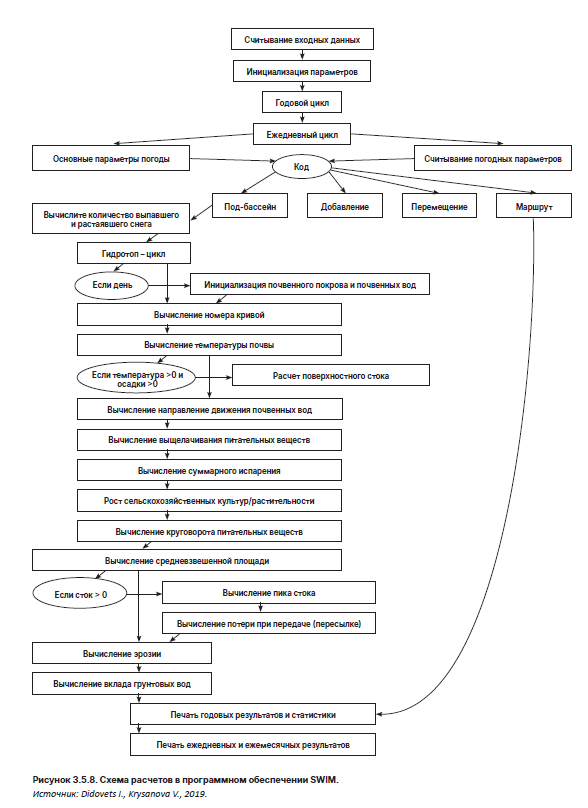 Считывание входных данных
Инициализация параметров
Годовой цикл
Ежедневный цикл
Основные параметры погоды
Код
Считывание погодных параметров
Под-бассейн
Добавление
Перемещение
Маршрут
Вычислите количество выпавшего
и растаявшего снега
Гидротоп – цикл
Если день
Инициализация почвенного покрова и почвенных вод
Вычисление номера кривой
Вычисление температуры почвы
Если температура >0 и
осадки >0
Расчет поверхностного стока
Вычисление направление движения почвенных вод
Вычисление выщелачивания питательных веществ
Вычисление суммарного испарения
Рост сельскохозяйственных культур/растительности
Вычисление круговорота питательных веществ
Вычисление средневзвешенной площади
Если сток > 0
Вычисление пика стока
Вычисление потери при передаче (пересылке)
Вычисление эрозии
Вычисление вклада грунтовых вод
Печать годовых результатов и статистики
Печать ежедневных и ежемесячных результатов
Рисунок 3.5.8. Схема расчетов в программном обеспечении SWIM.
Источник: Didovets I., Krysanova V., 2019.